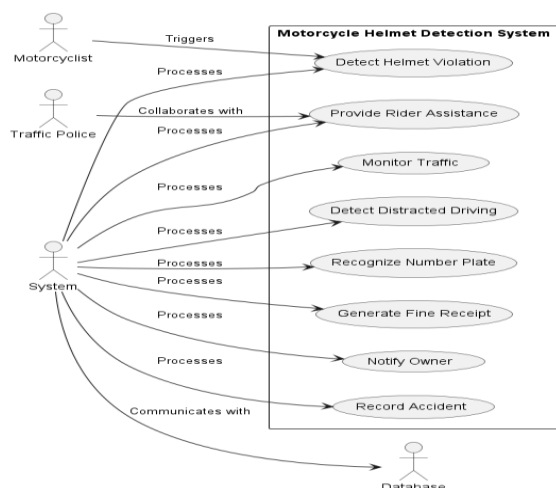 Motorcycle Helmet Detection System
Triggers
Motorcyclist
Detect Helmet Violation
Processes
Collaborates with
Provide Rider Assistance
Traffic Police
Processes
Monitor Traffic
Processes
Detect Distracted Driving
Processes
Recognize Number Plate
Processes
System
Processes
Generate Fine Receipt
Processes
Notify Owner
Processes
Record Accident
Communicates with
Database